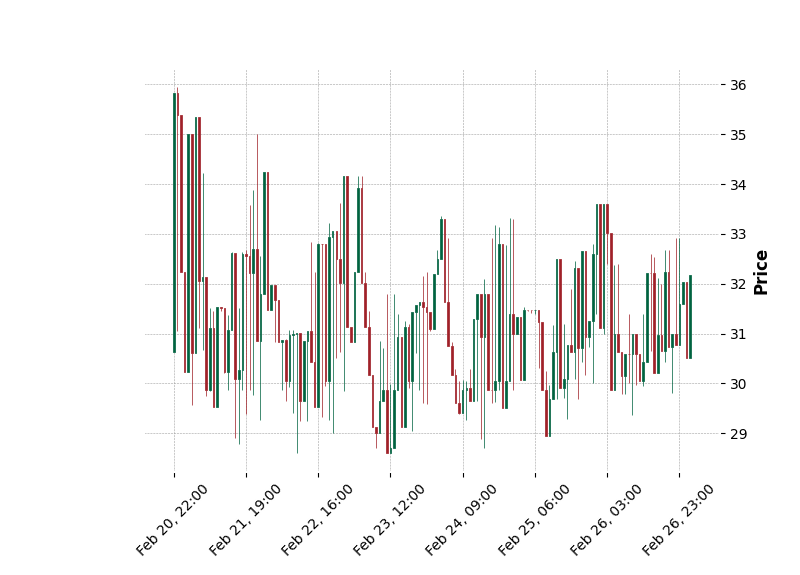 36
35
34
33
32
31
30
29
Price
Feb 20, 22:00
Feb 21, 19:00
Feb 22, 16:00
Feb 23, 12:00
Feb 24, 09:00
Feb 25, 06:00
Feb 26, 03:00
Feb 26, 23:00